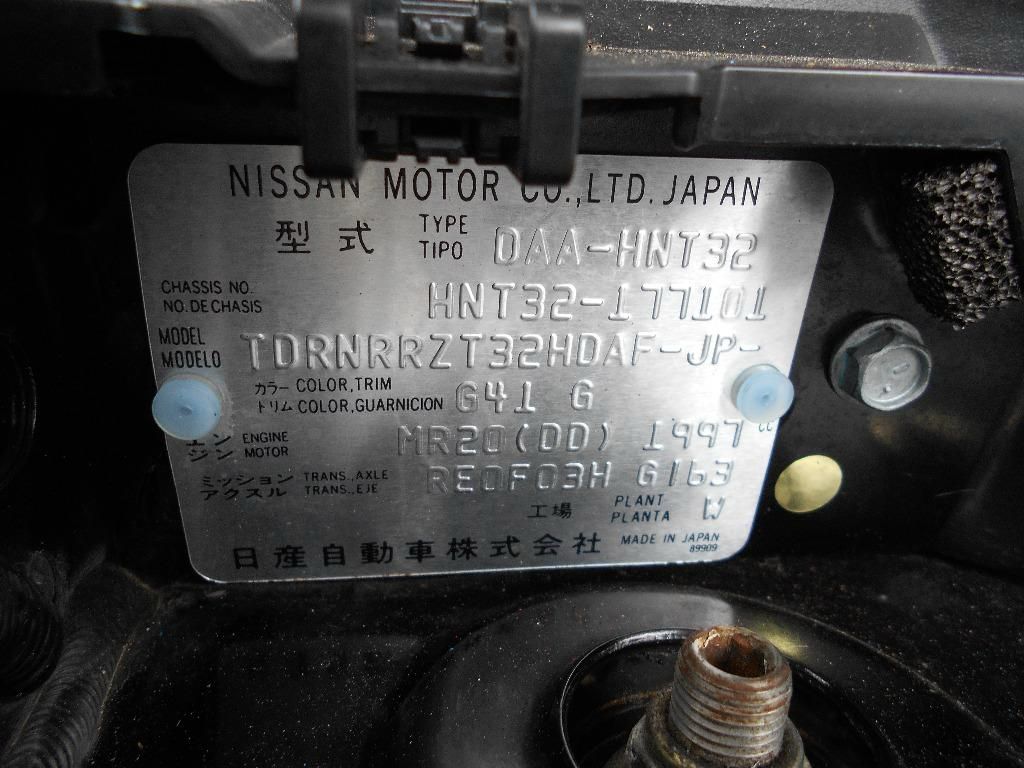 NISSAN MOTOR CO.,LTD. JAPAN
型式 TYPE TIPO DAA-HNT32
CHASSIS NO. NO.DE CHASIS HNT32-177101
MODEL MODELO TDRNRRZT32HDAF-JP-
カラー COLOR,TRIM
トリム COLOR,GUARNICION G41 G
エンジン ENGINE MOTOR MR20(DD) 1997 CC
ミッション TRANS.,AXLE
アクスル TRANS.,EJE RE0F03H G163
工場 PLANT PLANTA W
日産自動車株式会社 MADE IN JAPAN
89909